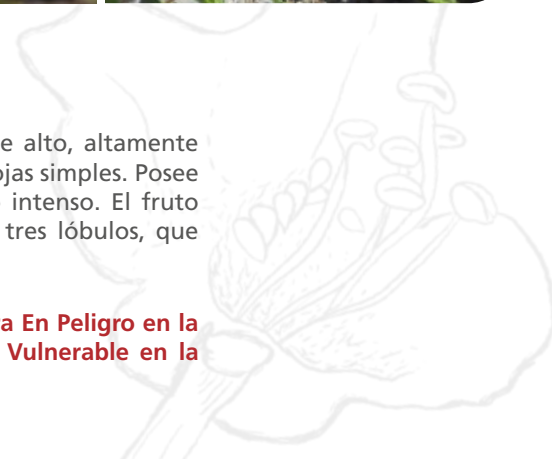 e alto, altamente
ojas simples. Posee
intenso. El fruto
tres lóbulos, que
a En Peligro en la
Vulnerable en la